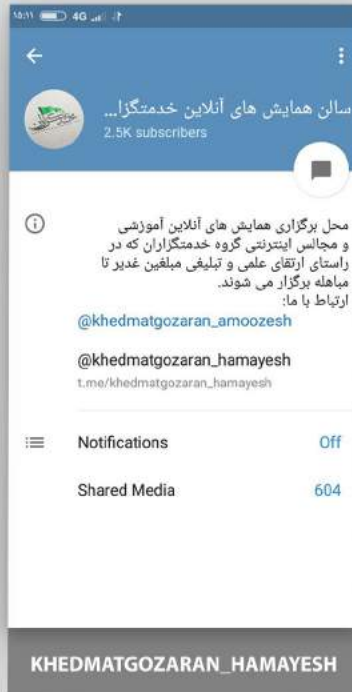 ۱۵:۱۱ 4G
سالن همایش های آنلاین خدمتگزا...
2.5K subscribers
محل برگزاری همایش های آنلاین آموزشی
و مجالس اینترنتی گروه خدمتگزاران که در
راستای ارتقای علمی و تبلیغی مبلغین غدیر تا
مباهله برگزار می شوند.
ارتباط با ما:
@khedmatgozaran_amoozesh
@khedmatgozaran_hamayesh
t.me/khedmatgozaran_hamayesh
Notifications Off
Shared Media 604
KHEDMATGOZARAN_HAMAYESH